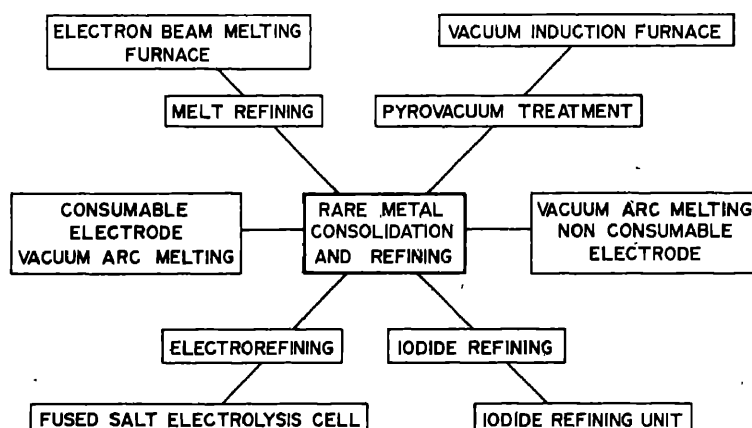 ELECTRON BEAM MELTING
FURNACE
VACUUM INDUCTION FURNACE
MELT REFINING
PYROVACUUM TREATMENT
CONSUMABLE
ELECTRODE
VACUUM ARC MELTING
RARE METAL
CONSOLIDATION
AND REFINING
VACUUM ARC MELTING
NON CONSUMABLE
ELECTRODE
ELECTROREFINING
IODIDE REFINING
FUSED SALT ELECTROLYSIS CELL
IODIDE REFINING UNIT